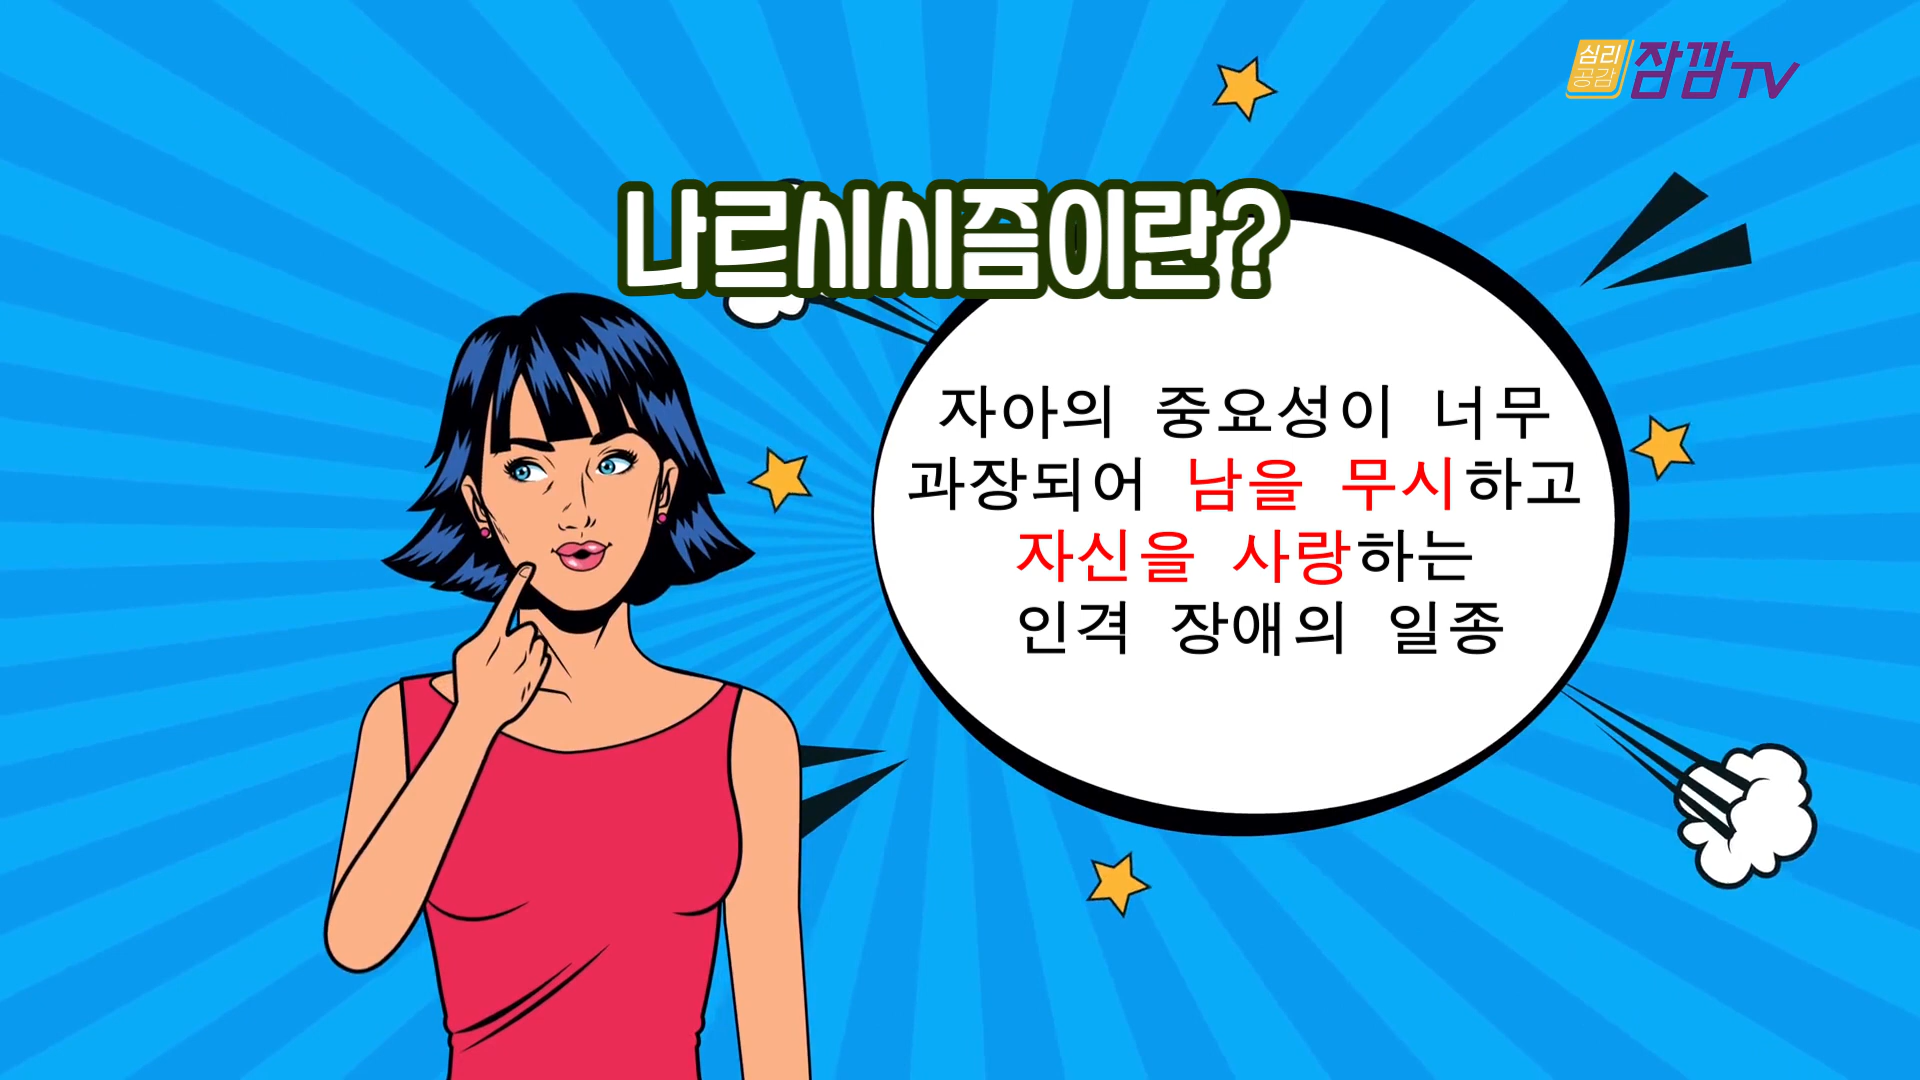 심리
공감
잠깜TV
나르시시즘이란?
자아의 중요성이 너무
과장되어 남을 무시하고
자신을 사랑하는
인격 장애의 일종